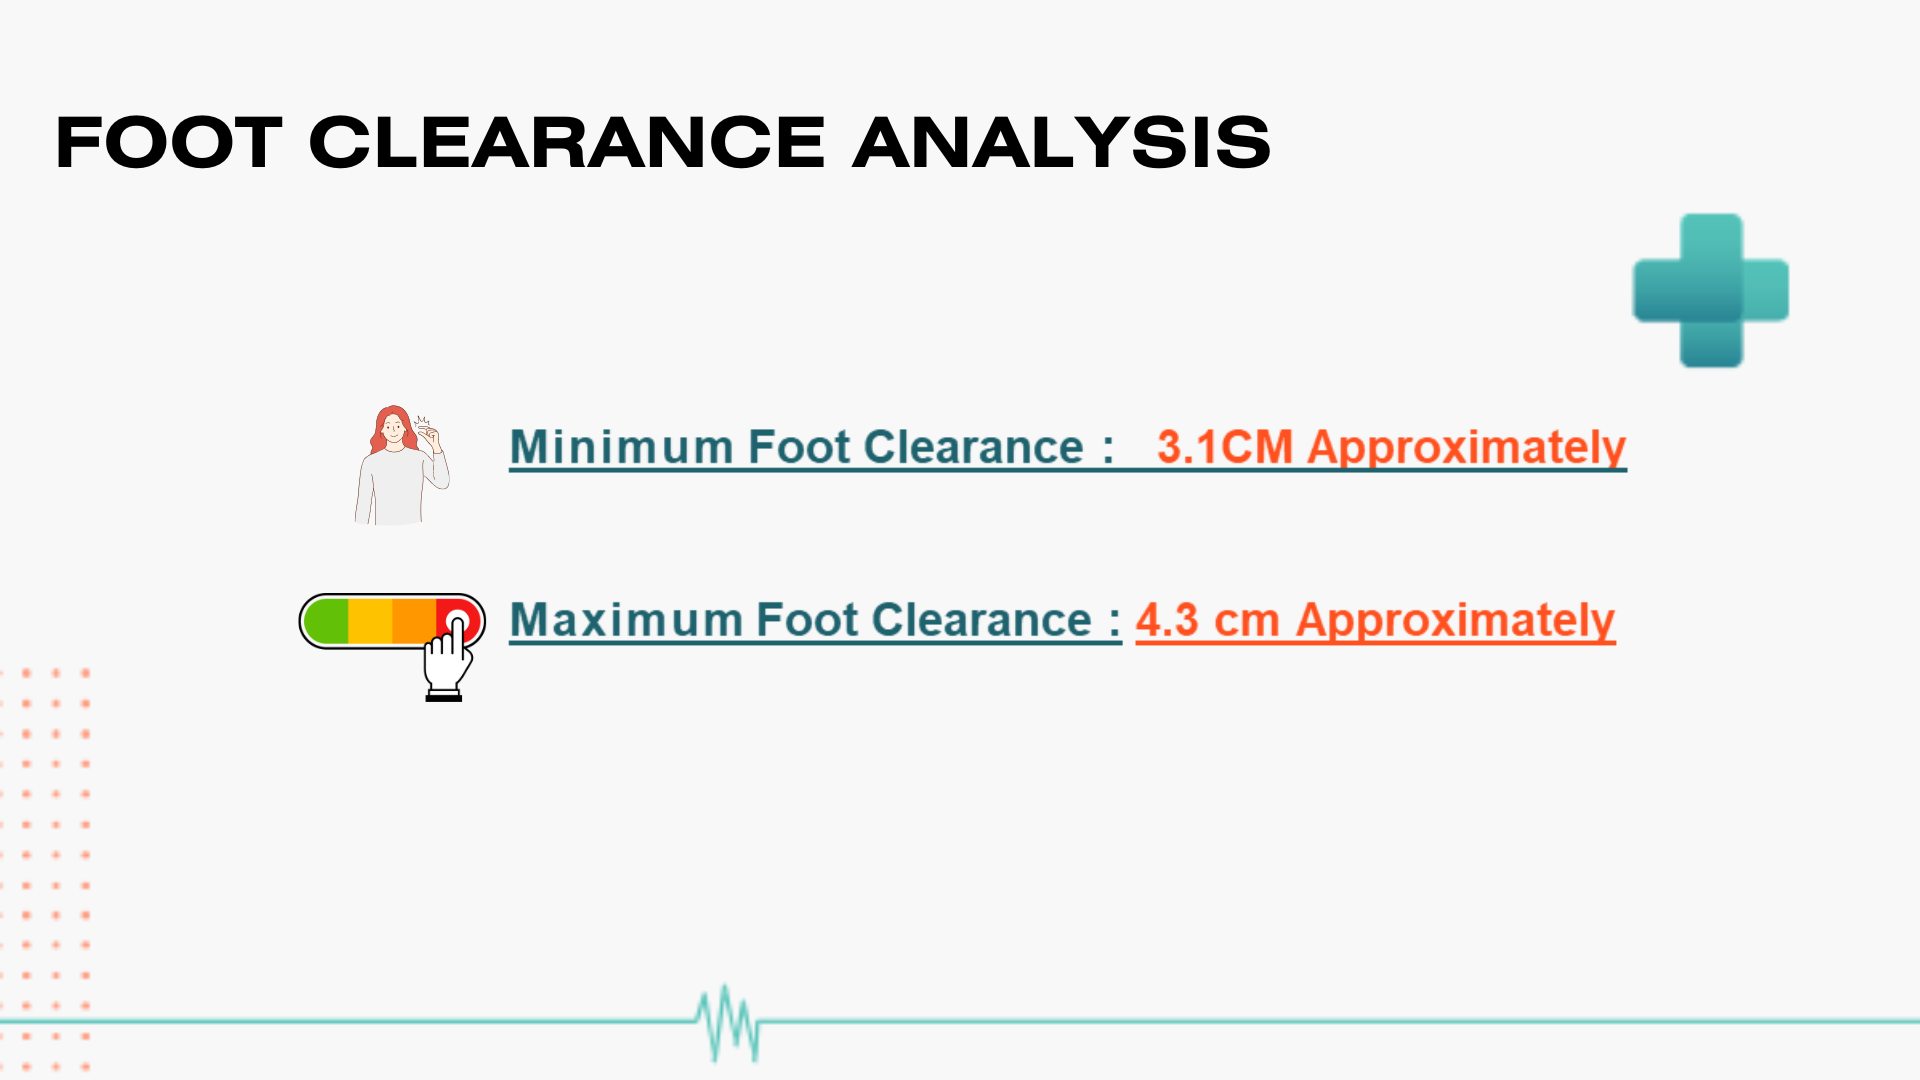 FOOT CLEARANCE ANALYSIS
Minimum Foot Clearance : 3.1CM Approximately
Maximum Foot Clearance : 4.3 cm Approximately